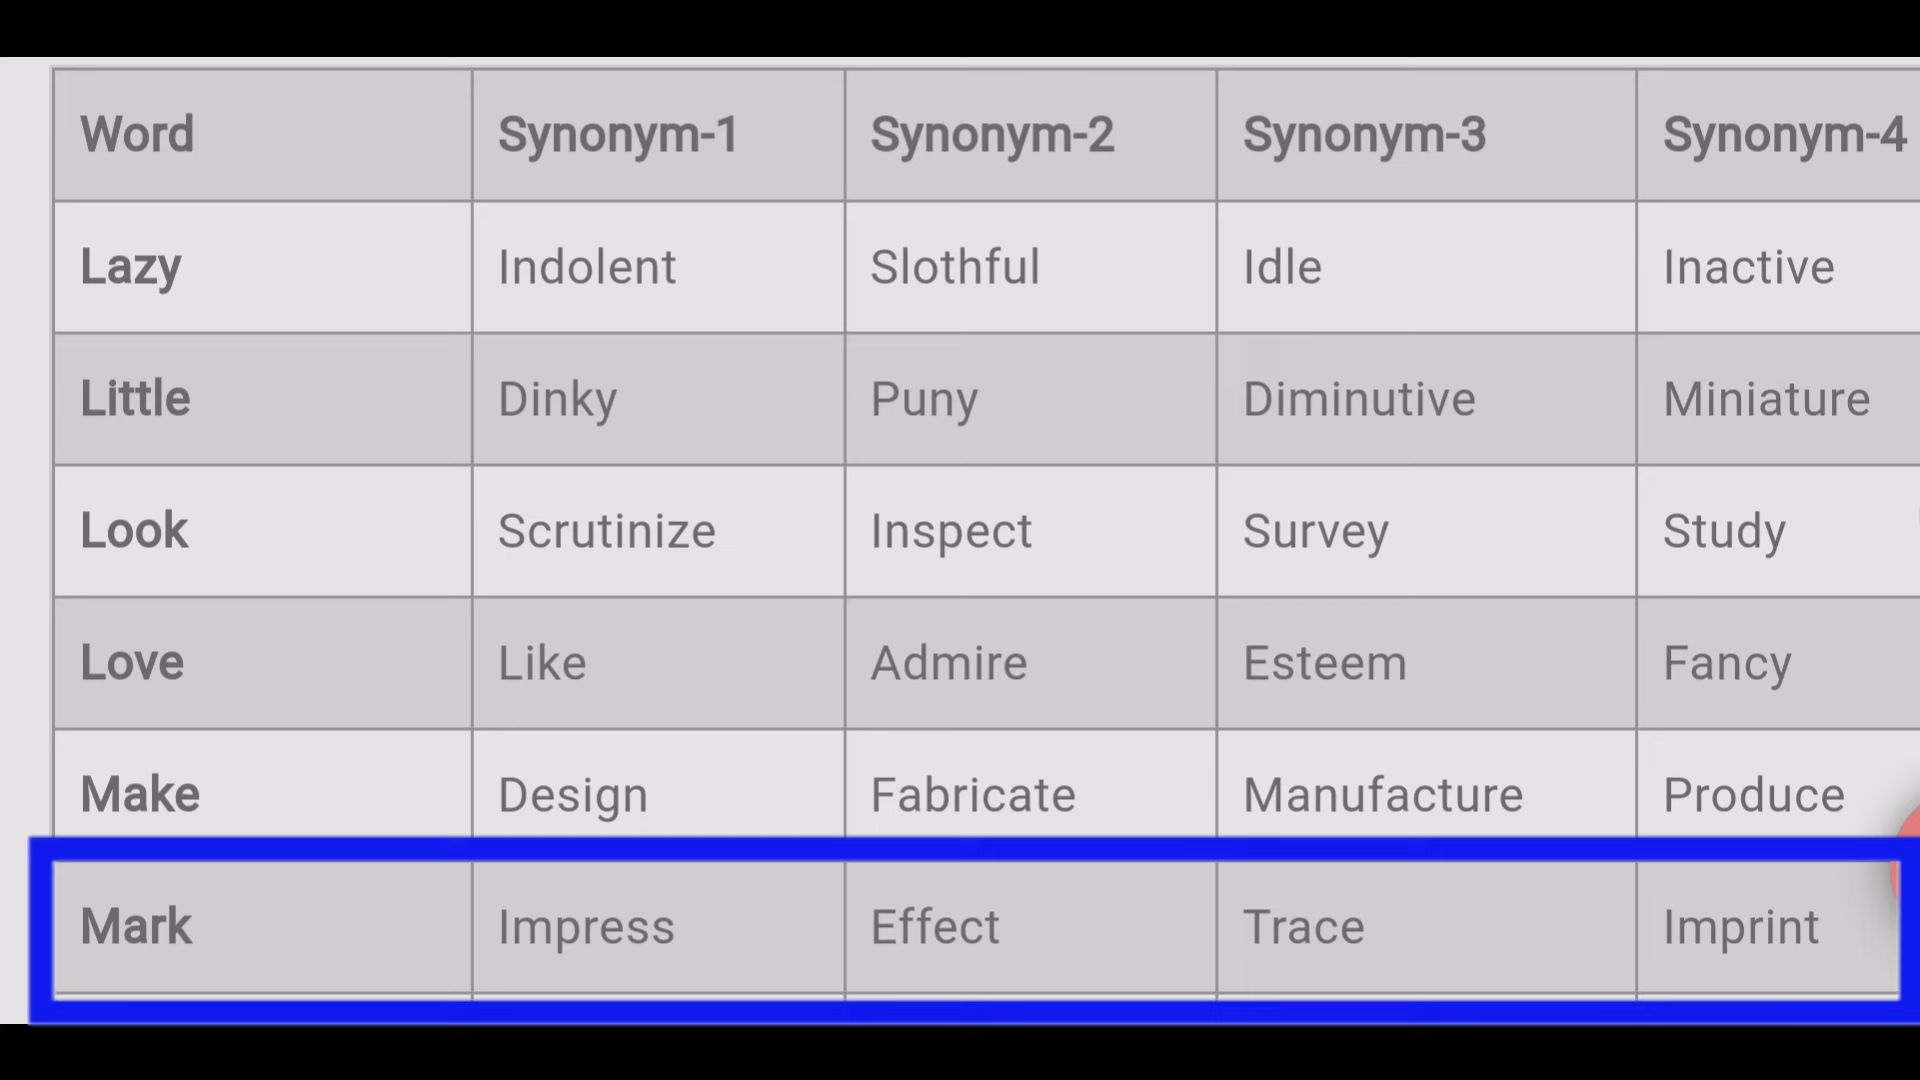 Word Synonym-1 Synonym-2 Synonym-3 Synonym-4
Lazy Indolent Slothful Idle Inactive
Little Dinky Puny Diminutive Miniature
Look Scrutinize Inspect Survey Study
Love Like Admire Esteem Fancy
Make Design Fabricate Manufacture Produce
Mark Impress Effect Trace Imprint